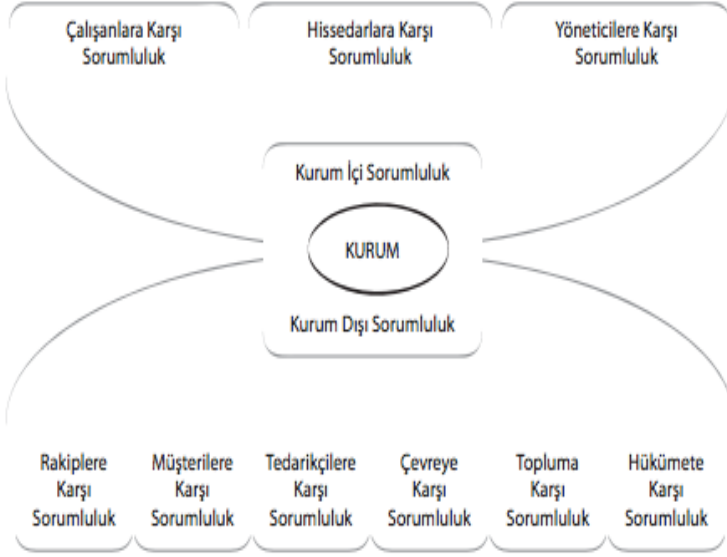 Çalışanlara Karşı
Sorumluluk
Hissedarlara Karşı
Sorumluluk
Yöneticilere Karşı
Sorumluluk
Kurum İçi Sorumluluk
KURUM
Kurum Dışı Sorumluluk
Rakiplere
Karşı
Sorumluluk
Müşterilere
Karşı
Sorumluluk
Tedarikçilere
Karşı
Sorumluluk
Çevreye
Karşı
Sorumluluk
Topluma
Karşı
Sorumluluk
Hükümete
Karşı
Sorumluluk